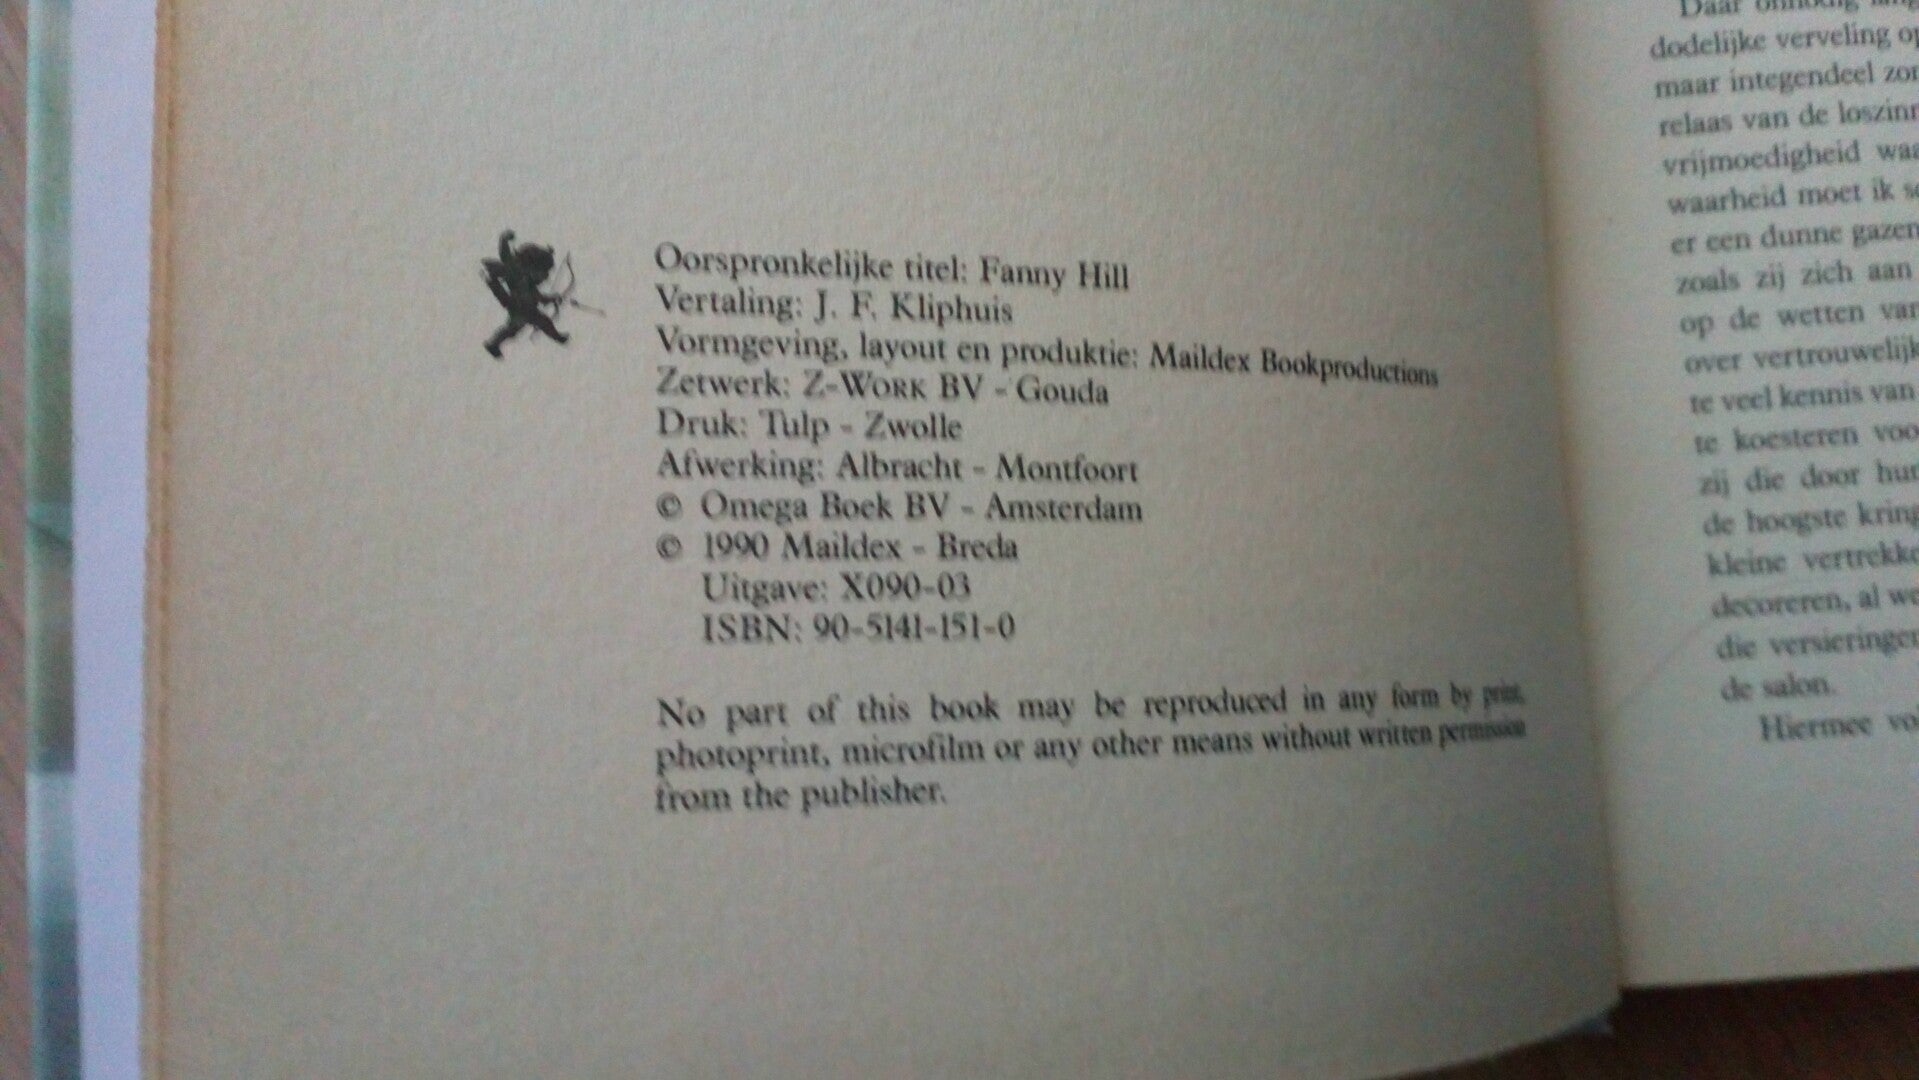 Oorspronkelijke titel: Fanny Hill
Vertaling: J. F. Kliphuis
Vormgeving, layout en produktie: Maildex Bookproductions
Zetwerk: Z-WORK BV - Gouda
Druk: Tulp - Zwolle
Afwerking: Albracht - Montfoort
© Omega Boek BV - Amsterdam
© 1990 Maildex - Breda
Uitgave: X090-03
ISBN: 90-5141-151-0
No part of this book may be reproduced in any form by print,
photoprint, microfilm or any other means without written permission
from the publisher.
Daar onnodig
dodelijke verveling
maar integendeel
relaas van de
vrijmoedigheid
waarheid moet ik
er een dunne gazen
zoals zij zich aan
op de wetten
over
te veel kennis van
te koesteren
zij die door
de hoogste
kleine
decoreren, al
die
de salon.
Hiermee